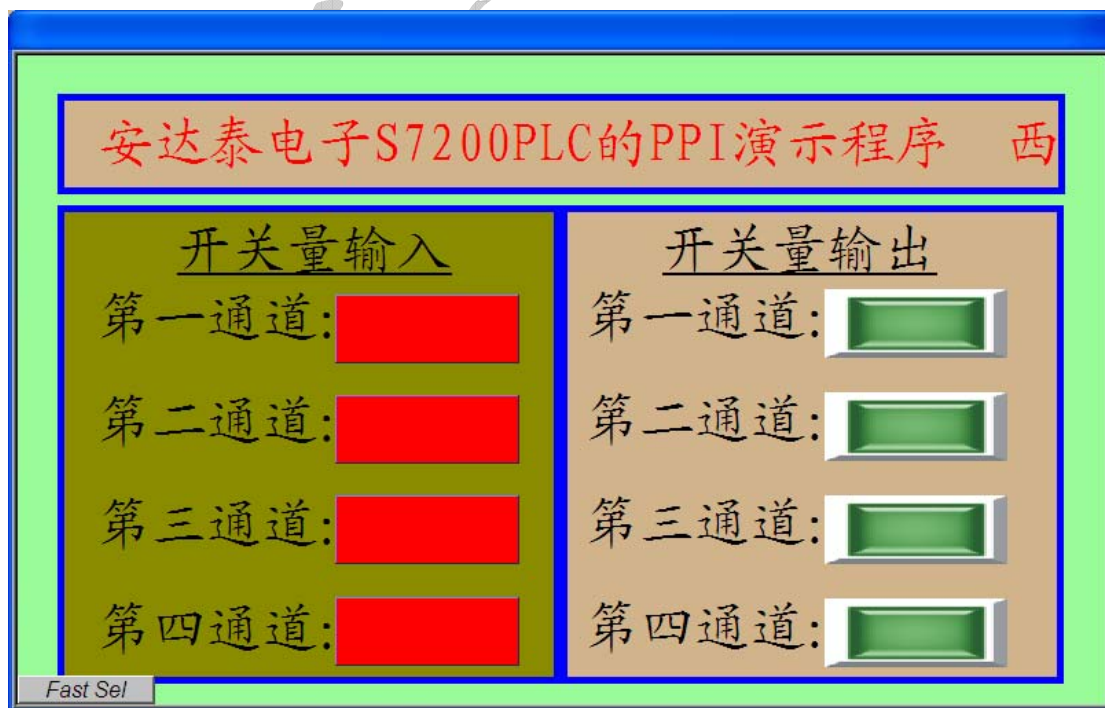 安达泰电子S7200PLC的PPI演示程序 西
开关量输入
第一通道:
第二通道:
第三通道:
第四通道:
开关量输出
第一通道:
第二通道:
第三通道:
第四通道:
Fast Sel